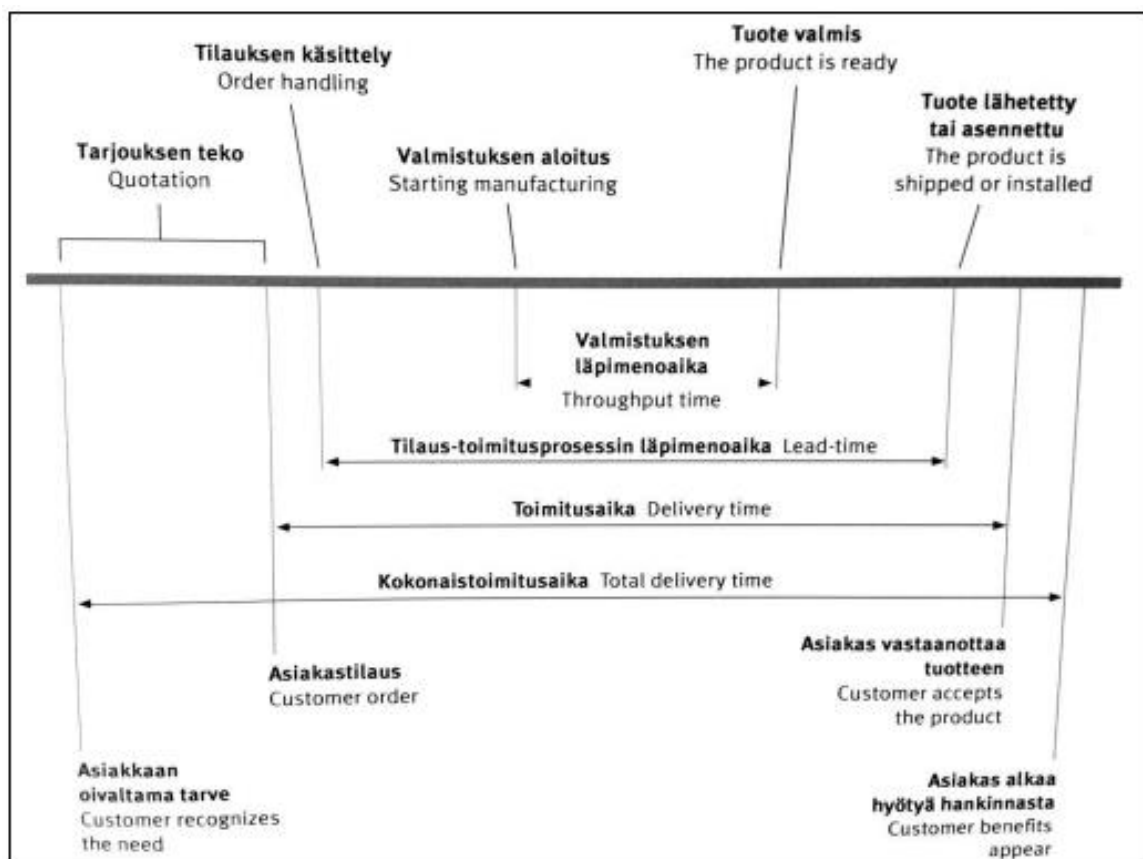 Tilauksen käsittely
Order handling
Tuote valmis
The product is ready
Tuote lähetetty
tai asennettu
The product is
shipped or installed
Tarjouksen teko
Quotation
Valmistuksen aloitus
Starting manufacturing
Valmistuksen
läpimenoaika
Throughput time
Tilaus-toimitusprosessin läpimenoaika Lead-time
Toimitusaika Delivery time
Kokonaistoimitusaika Total delivery time
Asiakastilaus
Customer order
Asiakas vastaanottaa
tuotteen
Customer accepts
the product
Asiakkaan
oivaltama tarve
Customer recognizes
the need
Asiakas alkaa
hyötyä hankinnasta
Customer benefits
appear